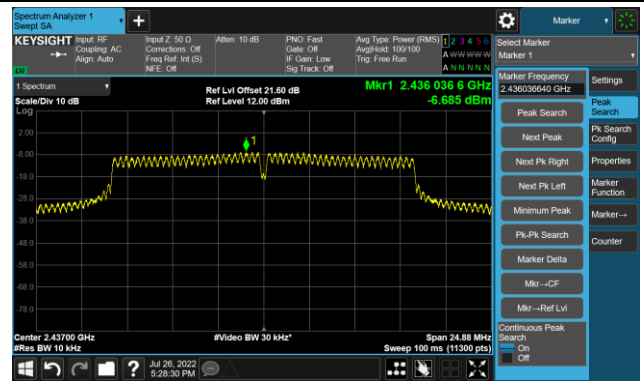 Spectrum Analyzer 1
Swept SA
Marker
KEYSIGHT
Input: RF
Coupling: AC
Align: Auto
Input Z: 50 Ω
Corrections: Off
Freq Ref: Int (S)
NFE: Off
Atten: 10 dB
PNO: Fast
Gate: Off
IF Gain: Low
Sig Track: Off
Avg Type: Power (RMS)
Avg|Hold: 100/100
Trig: Free Run
1 2 3 4 5 6
A W W W W W
A N N N N N
Select Marker
Marker 1
1 Spectrum
Scale/Div 10 dB
Log
Ref Lvl Offset 21.60 dB
Ref Level 12.00 dBm
Mkr1 2.436 036 6 GHz
-6.685 dBm
Marker Frequency
2.436036640 GHz
Peak Search
Next Peak
Next Pk Right
Next Pk Left
Minimum Peak
Pk-Pk Search
Marker Delta
Mkr→CF
Mkr→Ref Lvl
Continuous Peak
Search
On
Off
Settings
Peak
Search
Pk Search
Config
Properties
Marker
Function
Marker→
Counter
1
2.00
-8.00
-18.0
-28.0
-38.0
-48.0
-58.0
-68.0
-78.0
Center 2.43700 GHz
#Res BW 10 kHz
#Video BW 30 kHz*
Span 24.88 MHz
Sweep 100 ms (11300 pts)
?
Jul 26, 2022
5:28:30 PM